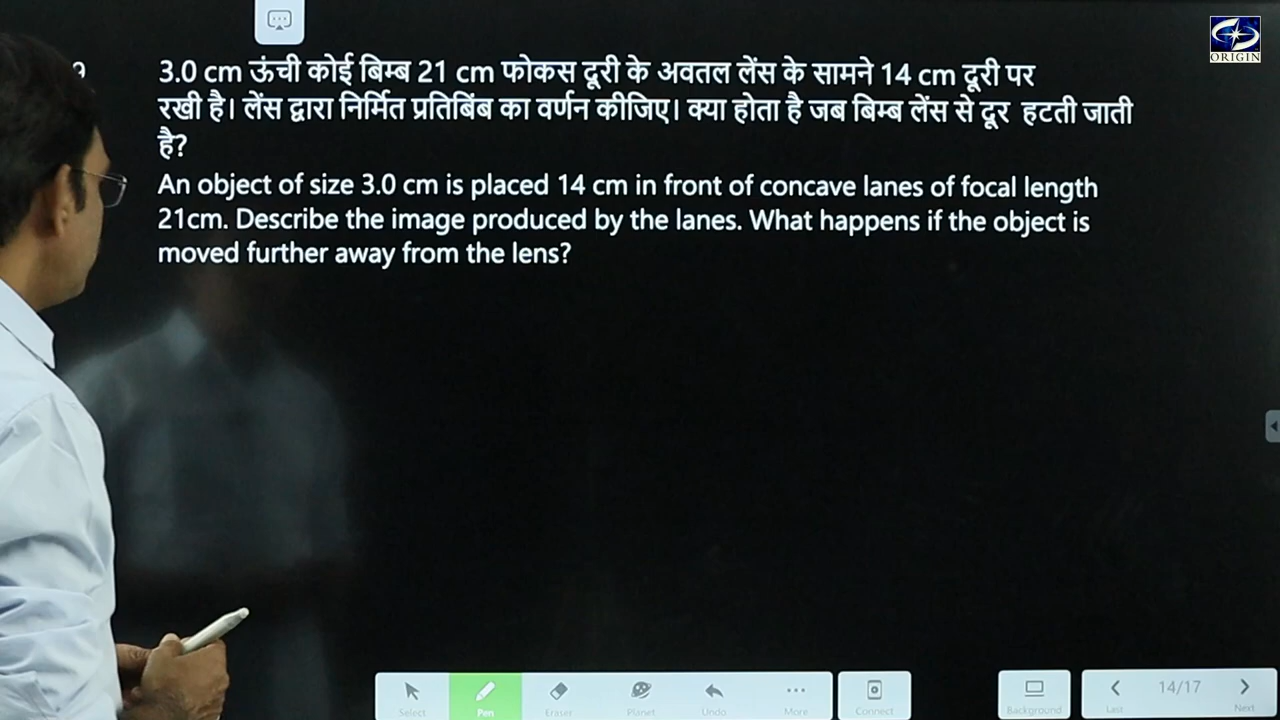 9
3.0 cm ऊंची कोई बिम्ब 21 cm फोकस दूरी के अवतल लेंस के सामने 14 cm दूरी पर
रखी है। लेंस द्वारा निर्मित प्रतिबिंब का वर्णन कीजिए। क्या होता है जब बिम्ब लेंस से दूर हटती जाती
है?
An object of size 3.0 cm is placed 14 cm in front of concave lanes of focal length
21cm. Describe the image produced by the lanes. What happens if the object is
moved further away from the lens?
ORIGIN
Select Pen Eraser Planet Undo More Connect Background Last 14/17 Next